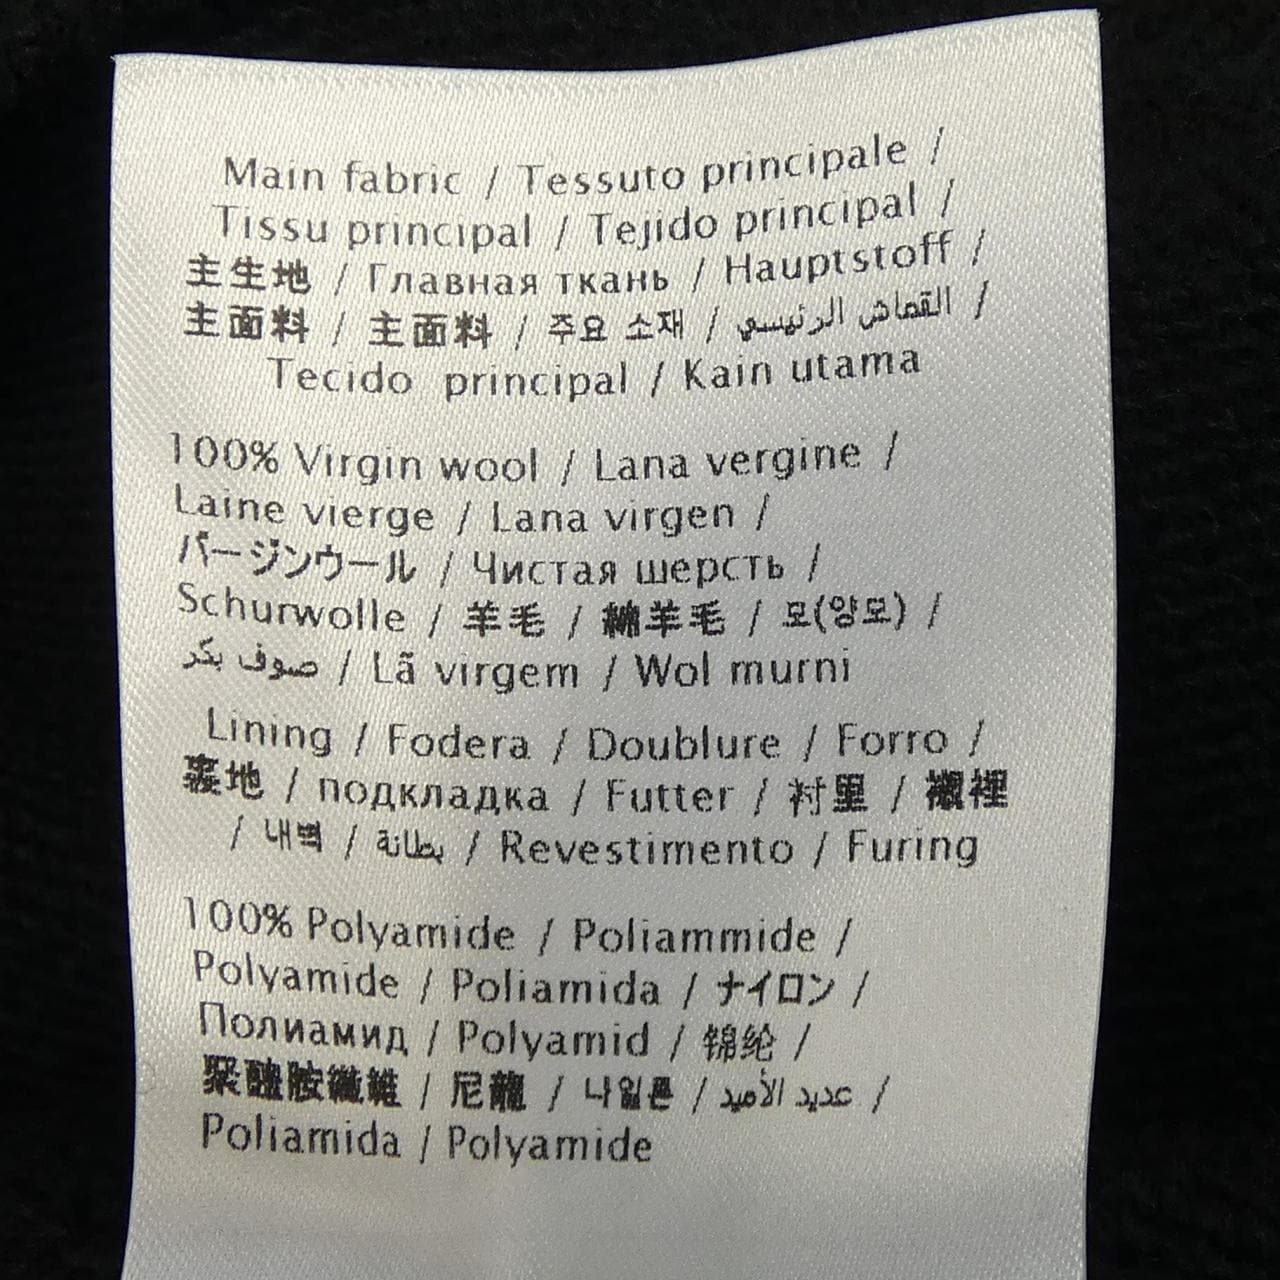 Main fabric / Tessuto principale /
Tissu principal / Tejido principal /
主生地 / Главная ткань / Hauptstoff /
主面料 / 主面料 / 주요 소재 / القماش الرئيسي /
Tecido principal / Kain utama
100% Virgin wool / Lana vergine /
Laine vierge / Lana virgen /
バージンウール / Чистая шерсть /
Schurwolle / 羊毛 / 綿羊毛 / 모(양모) /
صوف بكر / Lã virgem / Wol murni
Lining / Fodera / Doublure / Forro /
裏地 / подкладка / Futter / 衬里 / 襯裡
/ 내벽 / بطانة / Revestimento / Furing
100% Polyamide / Poliammide /
Polyamide / Poliamida / ナイロン /
Полиамид / Polyamid / 锦纶 /
聚醯胺纖維 / 尼龍 / 나일론 / عديد الأميد /
Poliamida / Polyamide